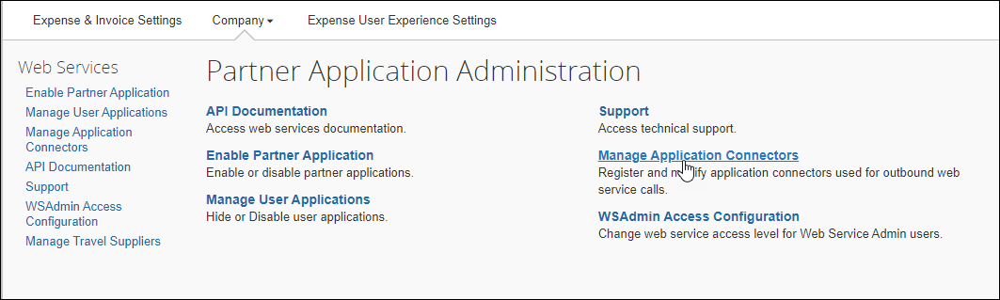 Expense & Invoice Settings
Company
Expense User Experience Settings
Web Services
Enable Partner Application
Manage User Applications
Manage Application
Connectors
API Documentation
Support
WSAdmin Access
Configuration
Manage Travel Suppliers
Partner Application Administration
API Documentation
Access web services documentation.
Enable Partner Application
Enable or disable partner applications.
Manage User Applications
Hide or Disable user applications.
Support
Access technical support.
Manage Application Connectors
Register and modify application connectors used for outbound web
service calls.
WSAdmin Access Configuration
Change web service access level for Web Service Admin users.